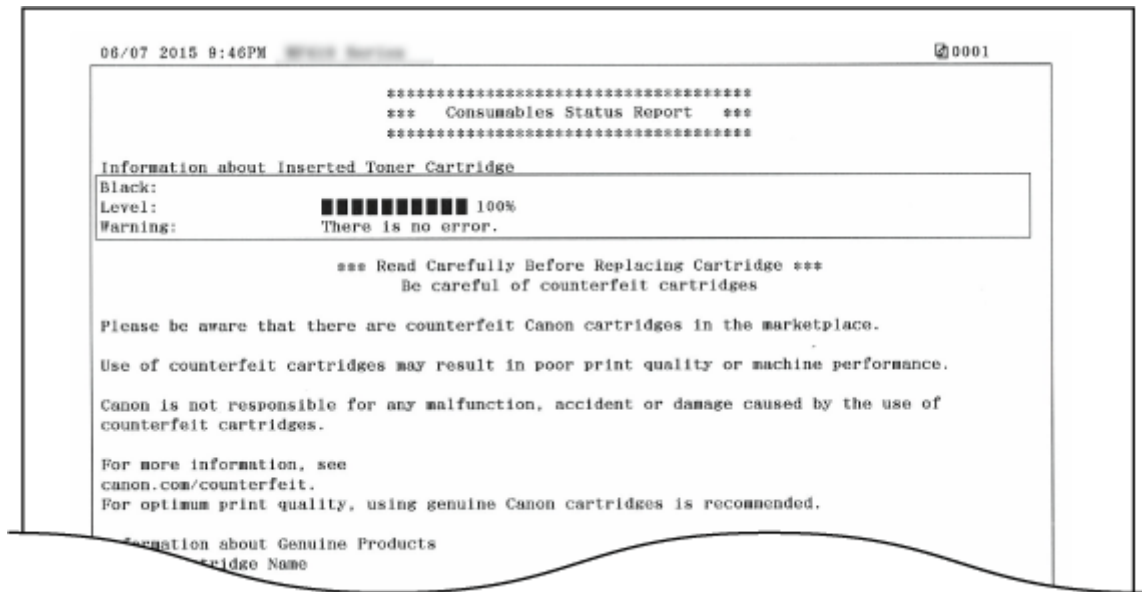 06/07 2015 9:46PM
0001
*************************************
*** Consumables Status Report ***
*************************************
Information about Inserted Toner Cartridge
Black:
Level: 100%
Warning: There is no error.
*** Read Carefully Before Replacing Cartridge ***
Be careful of counterfeit cartridges
Please be aware that there are counterfeit Canon cartridges in the marketplace.
Use of counterfeit cartridges may result in poor print quality or machine performance.
Canon is not responsible for any malfunction, accident or damage caused by the use of
counterfeit cartridges.
For more information, see
canon.com/counterfeit.
For optimum print quality, using genuine Canon cartridges is recommended.
about Genuine Products
Name